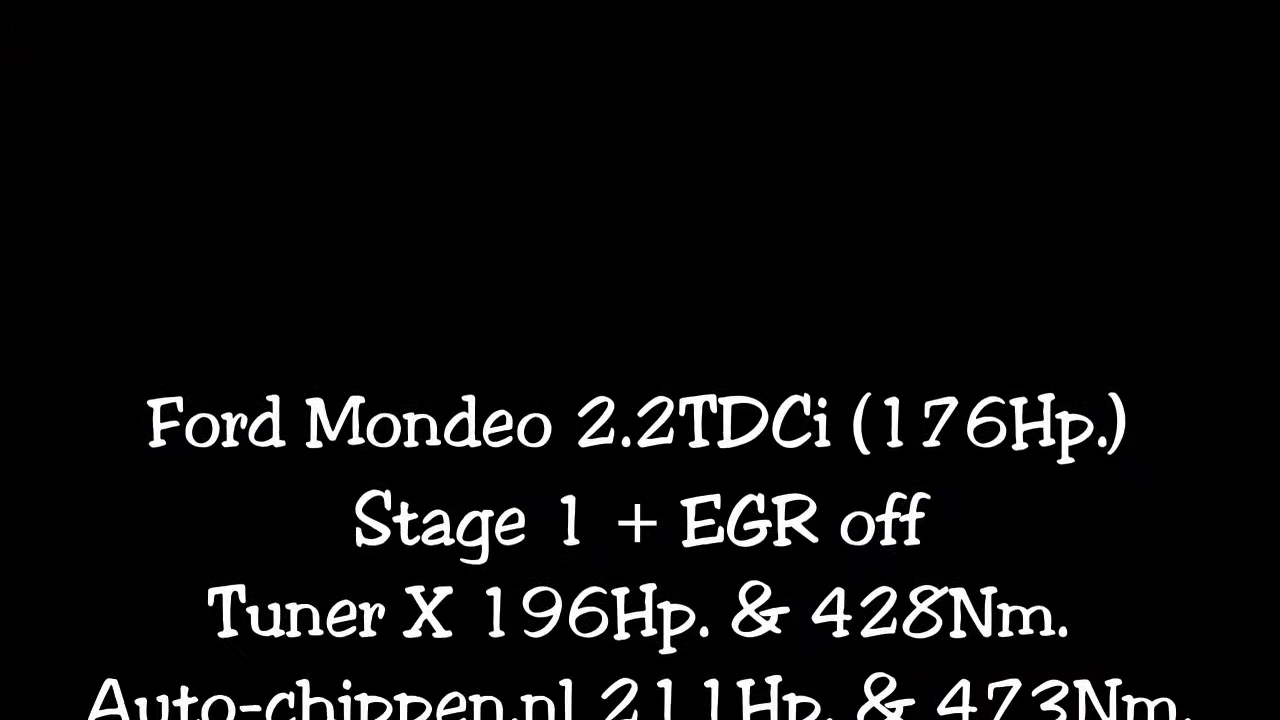 Ford Mondeo 2.2TDCi (176Hp.)
Stage 1 + EGR off
Tuner X 196Hp. & 428Nm.
Auto-chippen.nl 211Hp. & 473Nm.